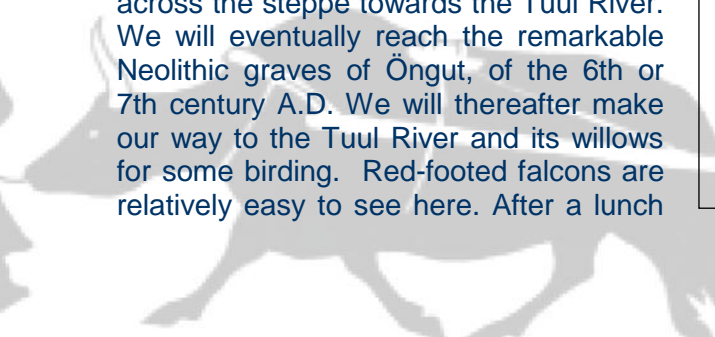 across the steppe towards the Tuul River.
We will eventually reach the remarkable
Neolithic graves of Öngut, of the 6th or
7th century A.D. We will thereafter make
our way to the Tuul River and its willows
for some birding.  Red-footed falcons are
relatively easy to see here. After a lunch